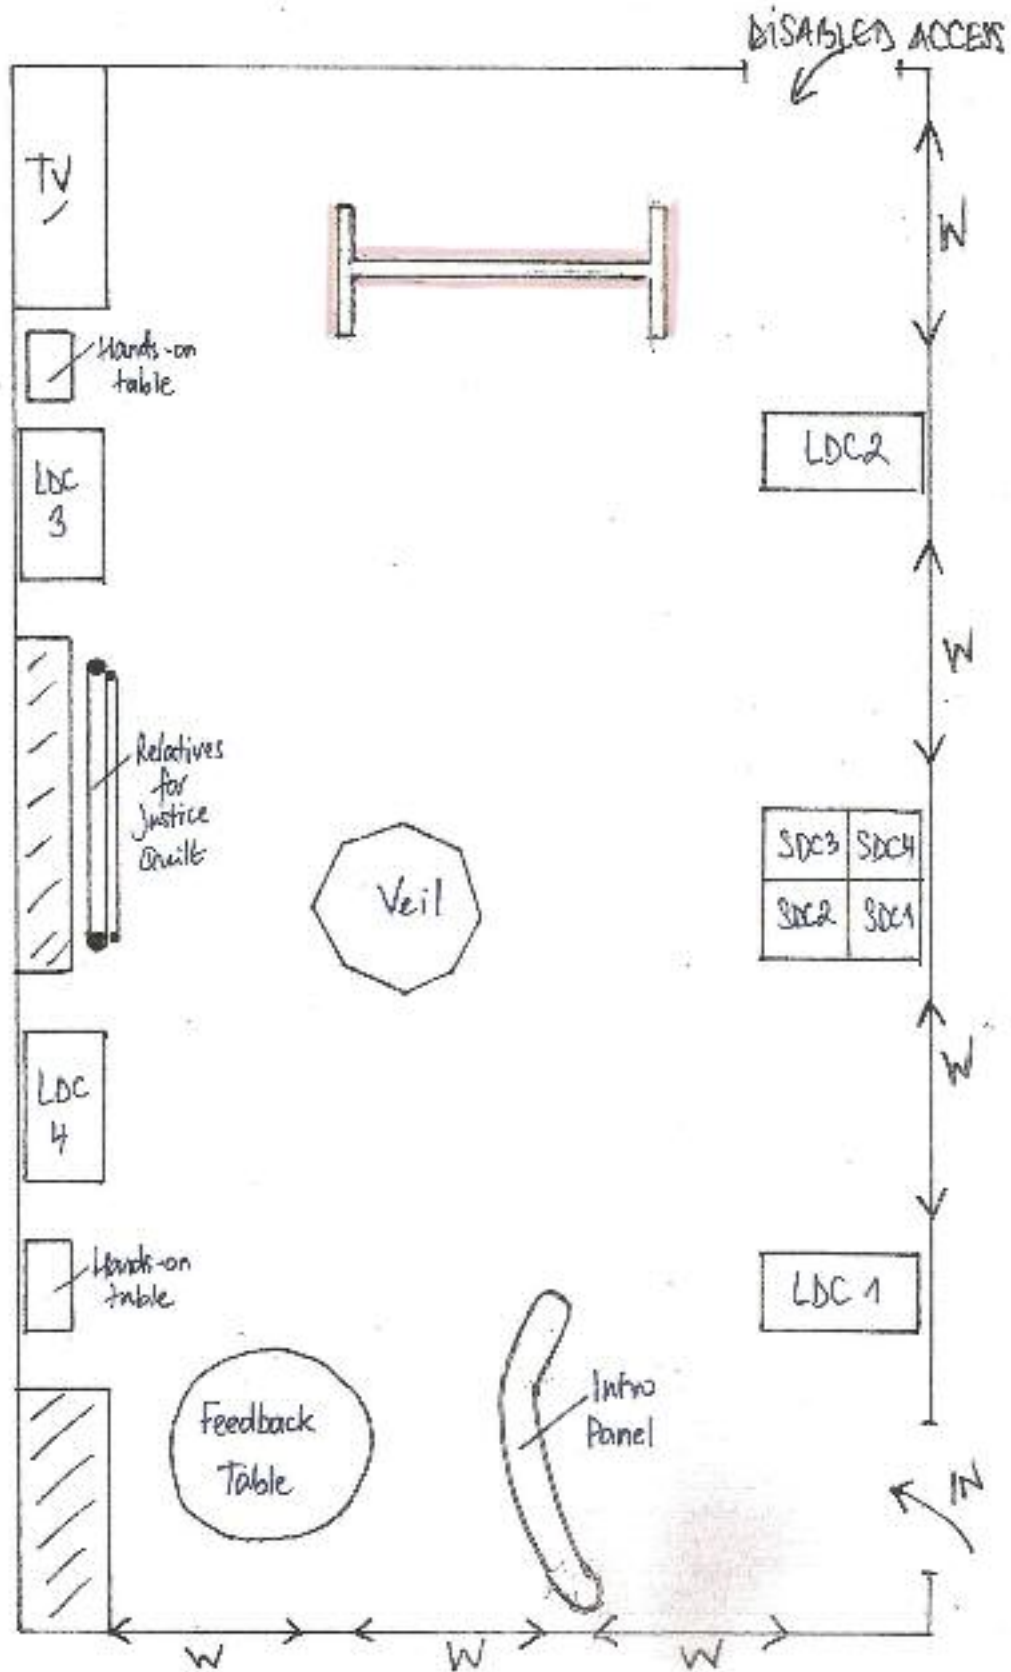 DISABLED ACCESS
TV
W
Hands-on
table
LDC2
LDC
3
W
Relatives
for
Justice
Quilt
SDC3 SDC4
SDC2 SDC1
Veil
W
LDC
4
Hands-on
table
LDC 1
Intro
Panel
Feedback
Table
IN
W
W
W